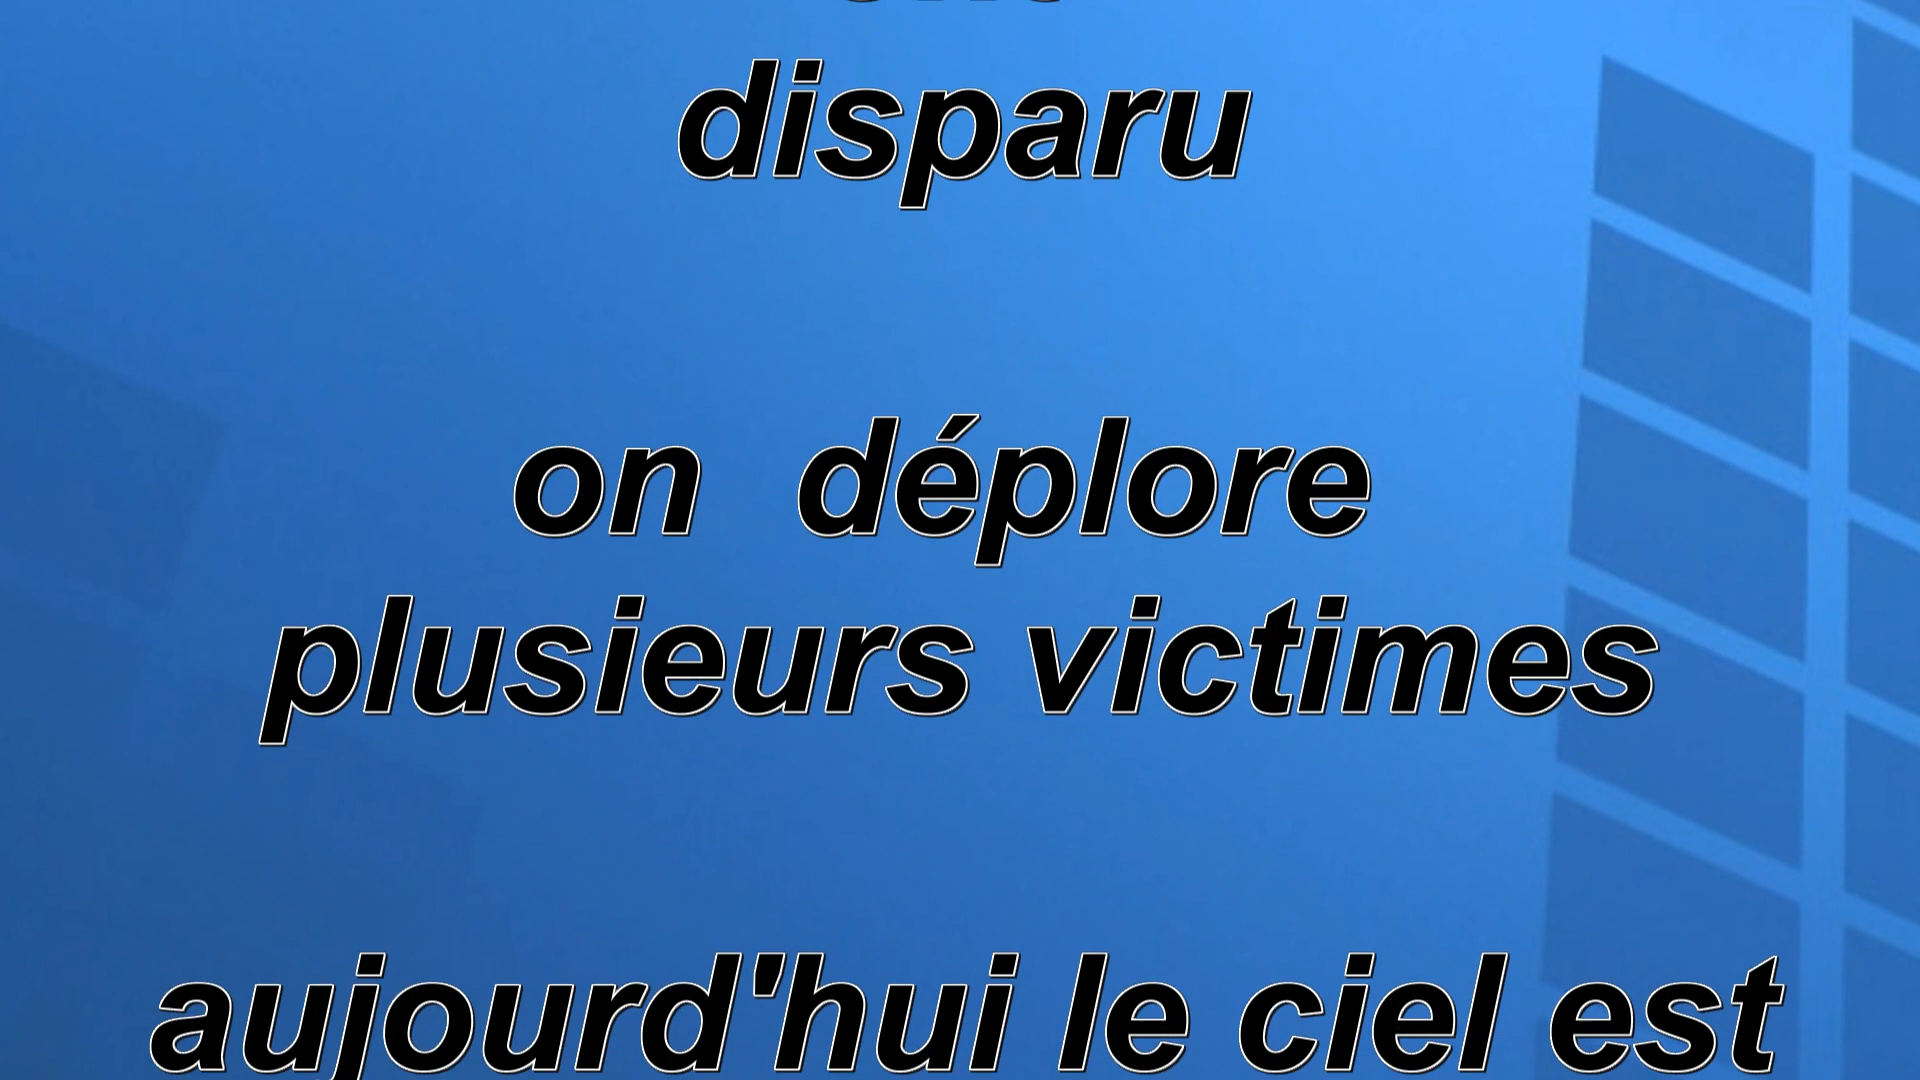 disparu
on  déplore
plusieurs victimes
aujourd'hui le ciel est